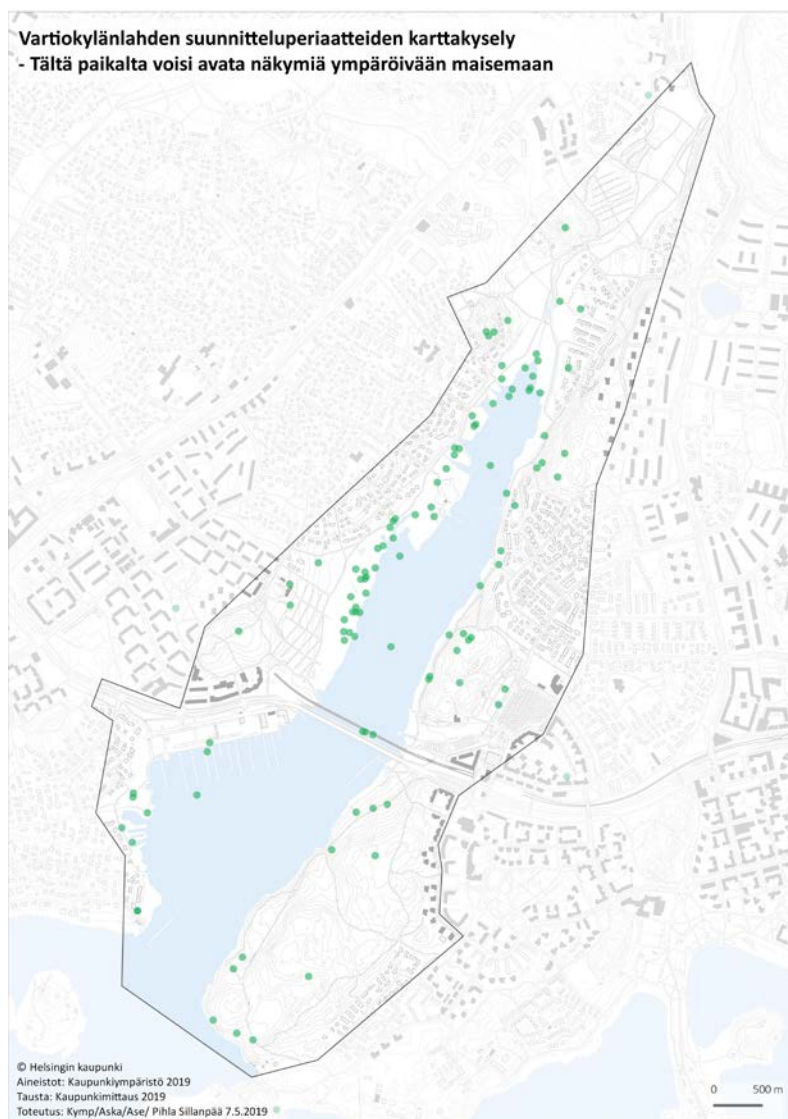 Vartiokylänlahden suunnitteluperiaatteiden karttakysely
- Tältä paikalta voisi avata näkymiä ympäröivään maisemaan
© Helsingin kaupunki
Aineistot: Kaupunkiympäristö 2019
Tausta: Kaupunkimittaus 2019
Toteutus: Kymp/Aska/Ase/ Pihla Sillanpää 7.5.2019
0 500 m